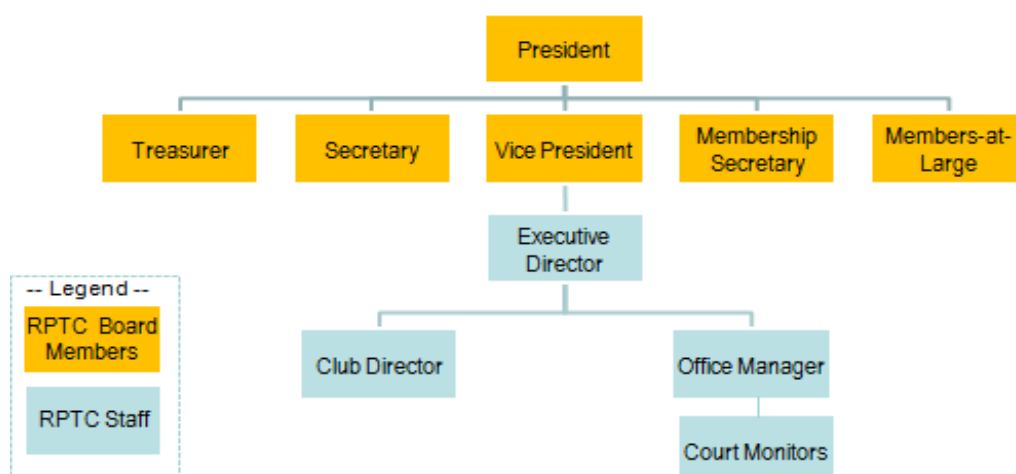 President
Treasurer
Secretary
Vice President
Membership
Secretary
Members-at-
Large
Executive
Director
-- Legend --
RPTC Board
Members
RPTC Staff
Club Director
Office Manager
Court Monitors